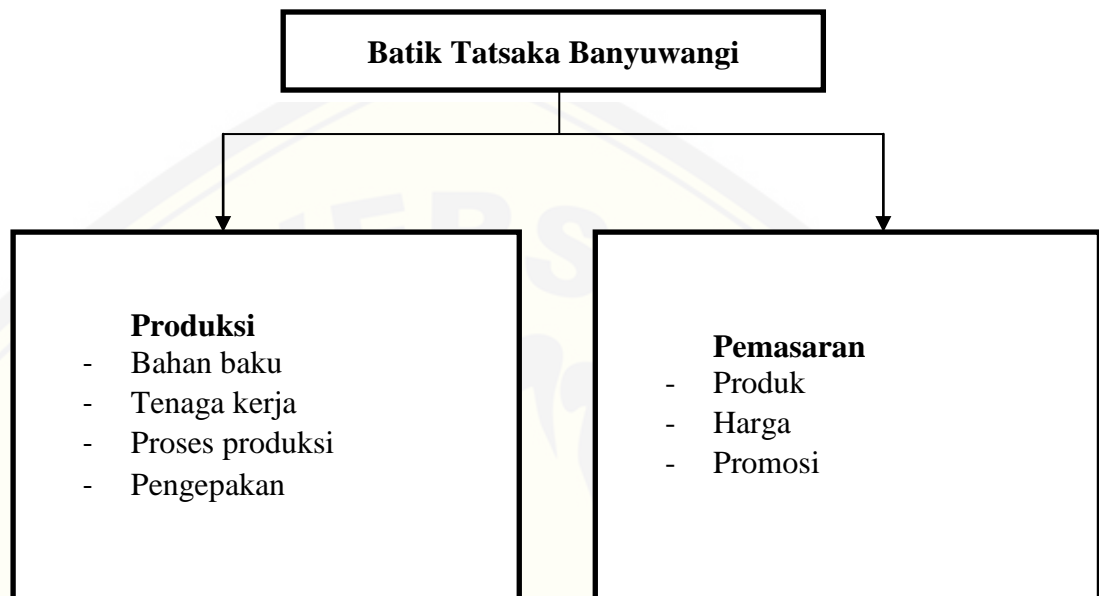 Batik Tatsaka Banyuwangi
Produksi
- Bahan baku
- Tenaga kerja
- Proses produksi
- Pengepakan
Pemasaran
- Produk
- Harga
- Promosi